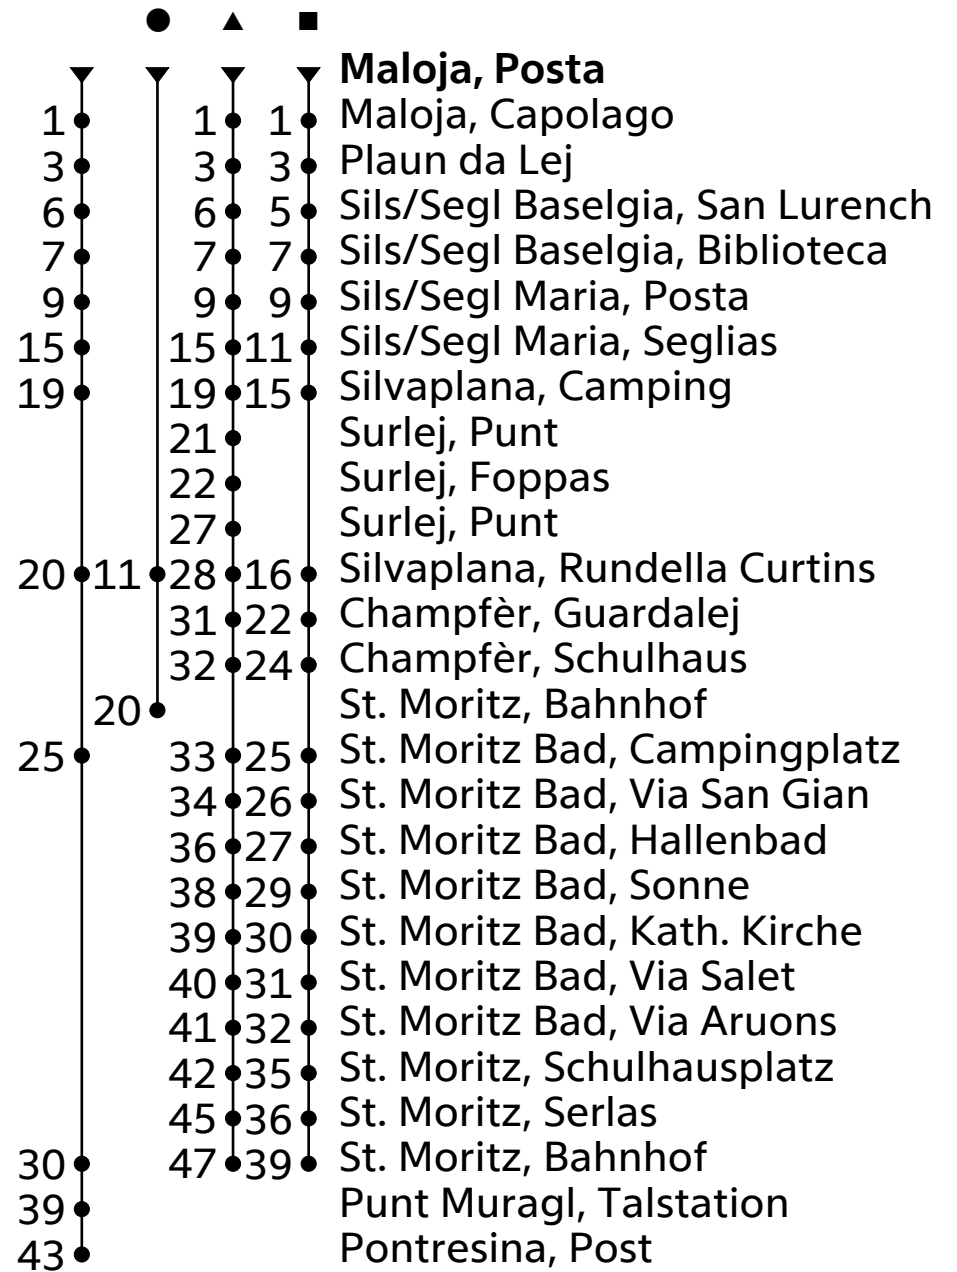 ● ▲ ■
Maloja, Posta
1 1 1 Maloja, Capolago
3 3 3 Plaun da Lej
6 6 5 Sils/Segl Baselgia, San Lurench
7 7 7 Sils/Segl Baselgia, Biblioteca
9 9 9 Sils/Segl Maria, Posta
15 15 11 Sils/Segl Maria, Seglias
19 19 15 Silvaplana, Camping
21 Surlej, Punt
22 Surlej, Foppas
27 Surlej, Punt
20 11 28 16 Silvaplana, Rundella Curtins
31 22 Champfèr, Guardalej
32 24 Champfèr, Schulhaus
20 St. Moritz, Bahnhof
25 33 25 St. Moritz Bad, Campingplatz
34 26 St. Moritz Bad, Via San Gian
36 27 St. Moritz Bad, Hallenbad
38 29 St. Moritz Bad, Sonne
39 30 St. Moritz Bad, Kath. Kirche
40 31 St. Moritz Bad, Via Salet
41 32 St. Moritz Bad, Via Aruons
42 35 St. Moritz, Schulhausplatz
45 36 St. Moritz, Serlas
30 47 39 St. Moritz, Bahnhof
39 Punt Muragl, Talstation
43 Pontresina, Post